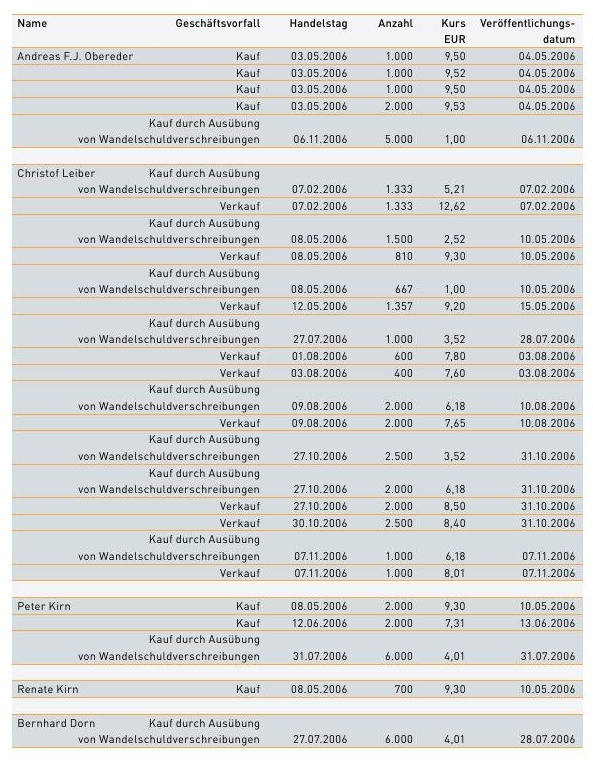 Name Geschäftsvorfall Handelstag Anzahl Kurs Veröffentlichungs-
EUR datum
Andreas F.J. Obereder Kauf 03.05.2006 1.000 9,50 04.05.2006
Kauf 03.05.2006 1.000 9,52 04.05.2006
Kauf 03.05.2006 1.000 9,50 04.05.2006
Kauf 03.05.2006 2.000 9,53 04.05.2006
Kauf durch Ausübung
von Wandelschuldverschreibungen 06.11.2006 5.000 1,00 06.11.2006
Christof Leiber Kauf durch Ausübung
von Wandelschuldverschreibungen 07.02.2006 1.333 5,21 07.02.2006
Verkauf 07.02.2006 1.333 12,62 07.02.2006
Kauf durch Ausübung
von Wandelschuldverschreibungen 08.05.2006 1.500 2,52 10.05.2006
Verkauf 08.05.2006 810 9,30 10.05.2006
Kauf durch Ausübung
von Wandelschuldverschreibungen 08.05.2006 667 1,00 10.05.2006
Verkauf 12.05.2006 1.357 9,20 15.05.2006
Kauf durch Ausübung
von Wandelschuldverschreibungen 27.07.2006 1.000 3,52 28.07.2006
Verkauf 01.08.2006 600 7,80 03.08.2006
Verkauf 03.08.2006 400 7,60 03.08.2006
Kauf durch Ausübung
von Wandelschuldverschreibungen 09.08.2006 2.000 6,18 10.08.2006
Verkauf 09.08.2006 2.000 7,65 10.08.2006
Kauf durch Ausübung
von Wandelschuldverschreibungen 27.10.2006 2.500 3,52 31.10.2006
Kauf durch Ausübung
von Wandelschuldverschreibungen 27.10.2006 2.000 6,18 31.10.2006
Verkauf 27.10.2006 2.000 8,50 31.10.2006
Verkauf 30.10.2006 2.500 8,40 31.10.2006
Kauf durch Ausübung
von Wandelschuldverschreibungen 07.11.2006 1.000 6,18 07.11.2006
Verkauf 07.11.2006 1.000 8,01 07.11.2006
Peter Kirn Kauf 08.05.2006 2.000 9,30 10.05.2006
Kauf 12.06.2006 2.000 7,31 13.06.2006
Kauf durch Ausübung
von Wandelschuldverschreibungen 31.07.2006 6.000 4,01 31.07.2006
Renate Kirn Kauf 08.05.2006 700 9,30 10.05.2006
Bernhard Dorn Kauf durch Ausübung
von Wandelschuldverschreibungen 27.07.2006 6.000 4,01 28.07.2006